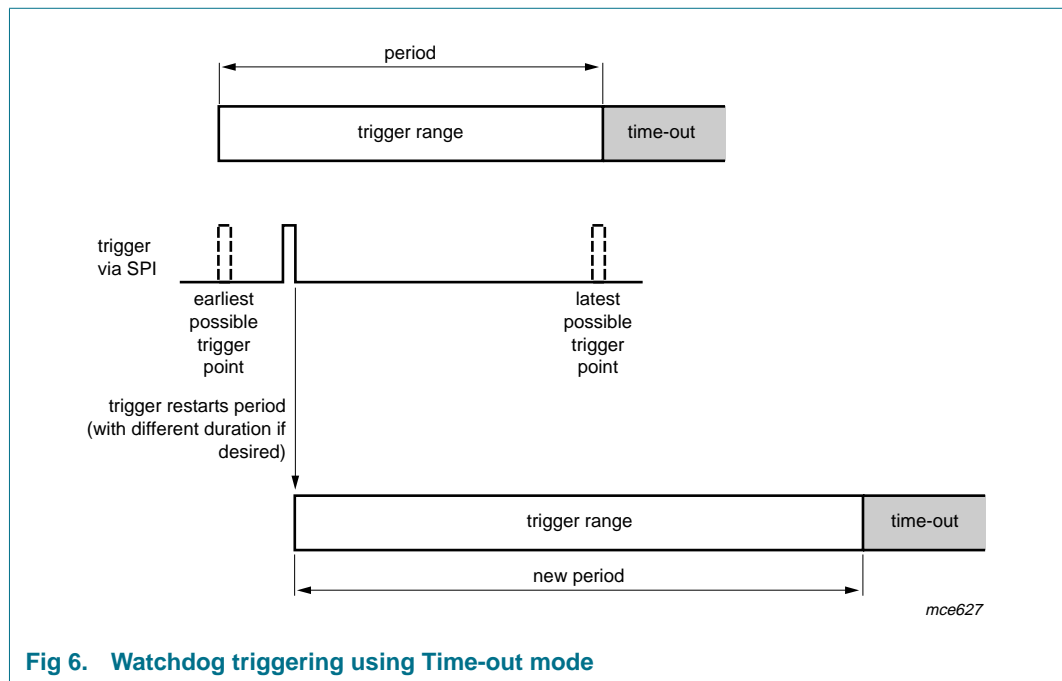 period
trigger range
time-out
trigger
via SPI
earliest
possible
trigger
point
latest
possible
trigger
point
trigger restarts period
(with different duration if
desired)
trigger range
time-out
new period
mce627
Fig 6. Watchdog triggering using Time-out mode